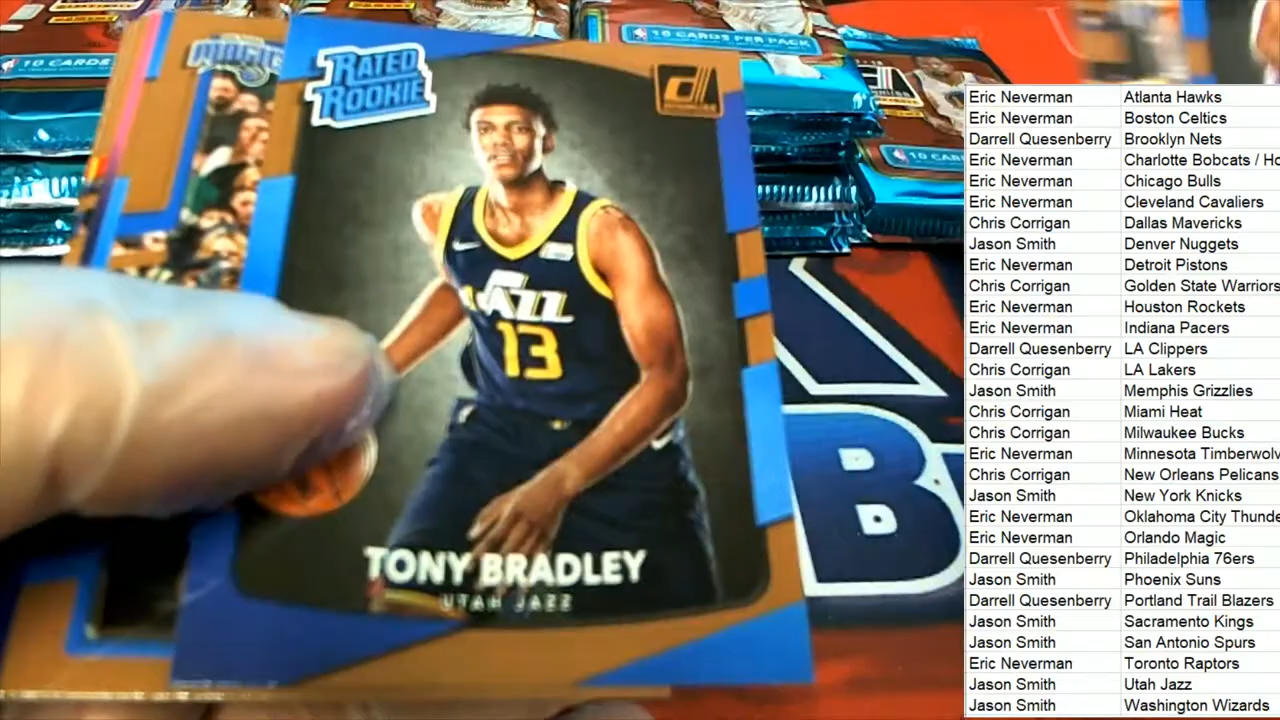 MAGIC
10 CARDS PER PACK
10 CARDS
10 CAR
RATED
ROOKIE
DONRUSS
JAZZ
13
TONY BRADLEY
UTAH JAZZ
B
Eric Neverman Atlanta Hawks
Eric Neverman Boston Celtics
Darrell Quesenberry Brooklyn Nets
Eric Neverman Charlotte Bobcats / Ho
Eric Neverman Chicago Bulls
Eric Neverman Cleveland Cavaliers
Chris Corrigan Dallas Mavericks
Jason Smith Denver Nuggets
Eric Neverman Detroit Pistons
Chris Corrigan Golden State Warriors
Eric Neverman Houston Rockets
Eric Neverman Indiana Pacers
Darrell Quesenberry LA Clippers
Chris Corrigan LA Lakers
Jason Smith Memphis Grizzlies
Chris Corrigan Miami Heat
Chris Corrigan Milwaukee Bucks
Eric Neverman Minnesota Timberwolv
Chris Corrigan New Orleans Pelicans
Jason Smith New York Knicks
Eric Neverman Oklahoma City Thunde
Eric Neverman Orlando Magic
Darrell Quesenberry Philadelphia 76ers
Jason Smith Phoenix Suns
Darrell Quesenberry Portland Trail Blazers
Jason Smith Sacramento Kings
Jason Smith San Antonio Spurs
Eric Neverman Toronto Raptors
Jason Smith Utah Jazz
Jason Smith Washington Wizards